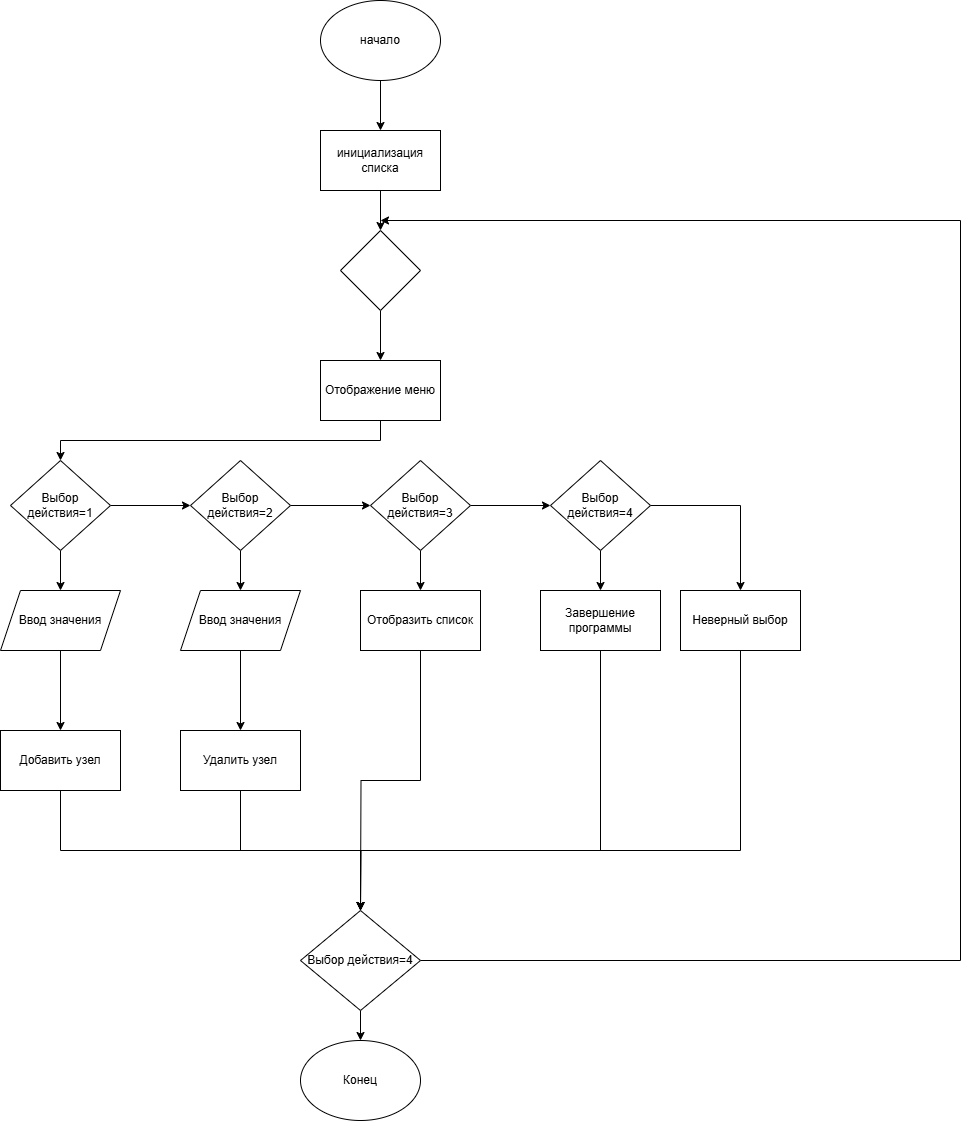 начало
инициализация
списка
Отображение меню
Выбор
действия=1
Выбор
действия=2
Выбор
действия=3
Выбор
действия=4
Ввод значения
Ввод значения
Отобразить список
Завершение
программы
Неверный выбор
Добавить узел
Удалить узел
Выбор действия=4
Конец